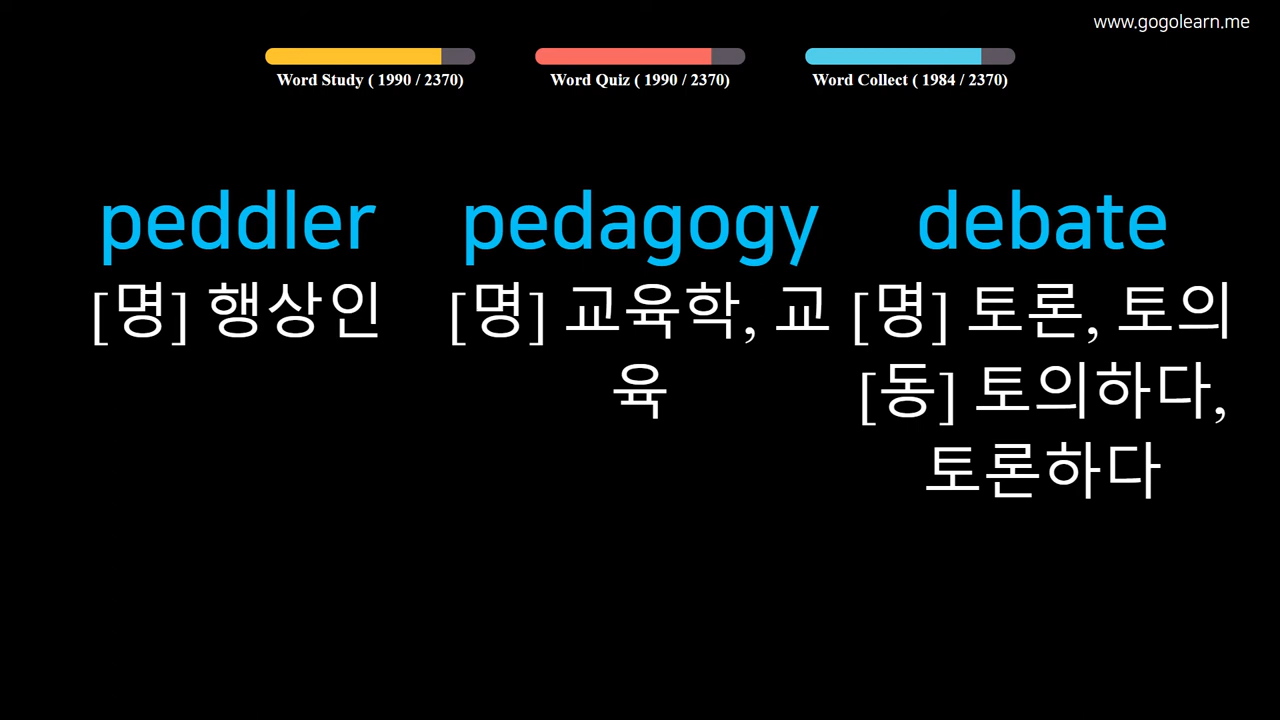 www.gogolearn.me
Word Study ( 1990 / 2370)
Word Quiz ( 1990 / 2370)
Word Collect ( 1984 / 2370)
peddler
[명] 행상인
pedagogy
[명] 교육학, 교
육
debate
[명] 토론, 토의
[동] 토의하다,
토론하다